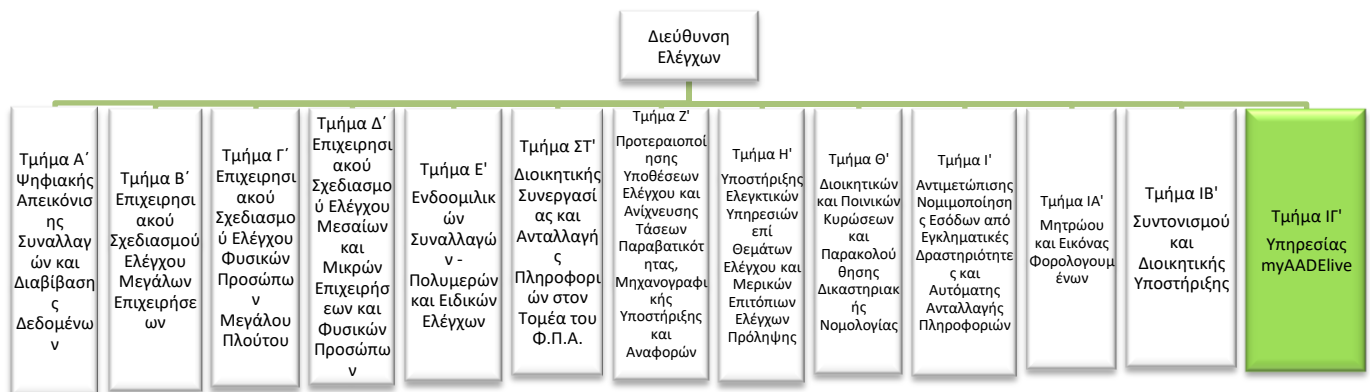 Διεύθυνση
Ελέγχων
Τμήμα Α΄
Ψηφιακής
Απεικόνισ
ης
Συναλλαγ
ών και
Διαβίβαση
ς
Δεδομένω
ν
Τμήμα Β΄
Επιχειρησι
ακού
Σχεδιασμού
Ελέγχου
Μεγάλων
Επιχειρήσε
ων
Τμήμα Γ΄
Επιχειρησι
ακού
Σχεδιασμο
ύ Ελέγχου
Φυσικών
Προσώπω
ν
Μεγάλου
Πλούτου
Τμήμα Δ΄
Επιχειρησι
ακού
Σχεδιασμο
ύ Ελέγχου
Μεσαίων
και
Μικρών
Επιχειρήσ
εων και
Φυσικών
Προσώπω
ν
Τμήμα Ε'
Ενδοομιλικ
ών
Συναλλαγών
-
Πολυμερών
και Ειδικών
Ελέγχων
Τμήμα ΣΤ'
Διοικητικής
Συνεργασί
ας και
Ανταλλαγή
ς
Πληροφορι
ών στον
Τομέα του
Φ.Π.Α.
Τμήμα Ζ'
Προτεραιοποί
ησης
Υποθέσεων
Ελέγχου και
Ανίχνευσης
Τάσεων
Παραβατικότ
ητας,
Μηχανογραφι
κής
Υποστήριξης
και
Αναφορών
Τμήμα Η'
Υποστήριξης
Ελεγκτικών
Υπηρεσιών
επί
Θεμάτων
Ελέγχου και
Μερικών
Επιτόπιων
Ελέγχων
Πρόληψης
Τμήμα Θ'
Διοικητικών
και Ποινικών
Κυρώσεων
και
Παρακολού
θησης
Δικαστηριακ
ής
Νομολογίας
Τμήμα Ι'
Αντιμετώπισης
Νομιμοποίηση
ς Εσόδων από
Εγκληματικές
Δραστηριότητε
ς και
Αυτόματης
Ανταλλαγής
Πληροφοριών
Τμήμα ΙΑ'
Μητρώου
και Εικόνας
Φορολογουμ
ένων
Τμήμα ΙΒ'
Συντονισμού
και
Διοικητικής
Υποστήριξης
Τμήμα ΙΓ'
Υπηρεσίας
myAADElive